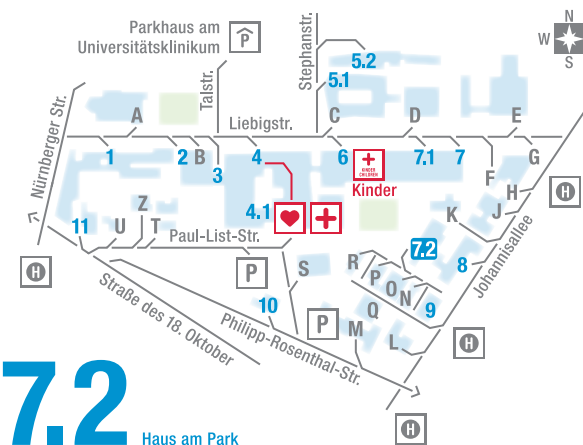 Parkhaus am
Universitätsklinikum
P
N
W
S
H
Stephanstr.
5.2
5.1
Talstr.
Nürnberger Str.
A
Liebigstr.
C
D
E
1
2
B
3
4
6
KINDER
CHILDREN
Kinder
7.1
7
F
G
H
H
J
K
4.1
11
U
Z
T
Paul-List-Str.
7.2
Johannisallee
8
H
P
S
R
P
O
N
9
Q
10
P
M
L
H
Straße des 18. Oktober
Philipp-Rosenthal-Str.
H
7.2
Haus am Park